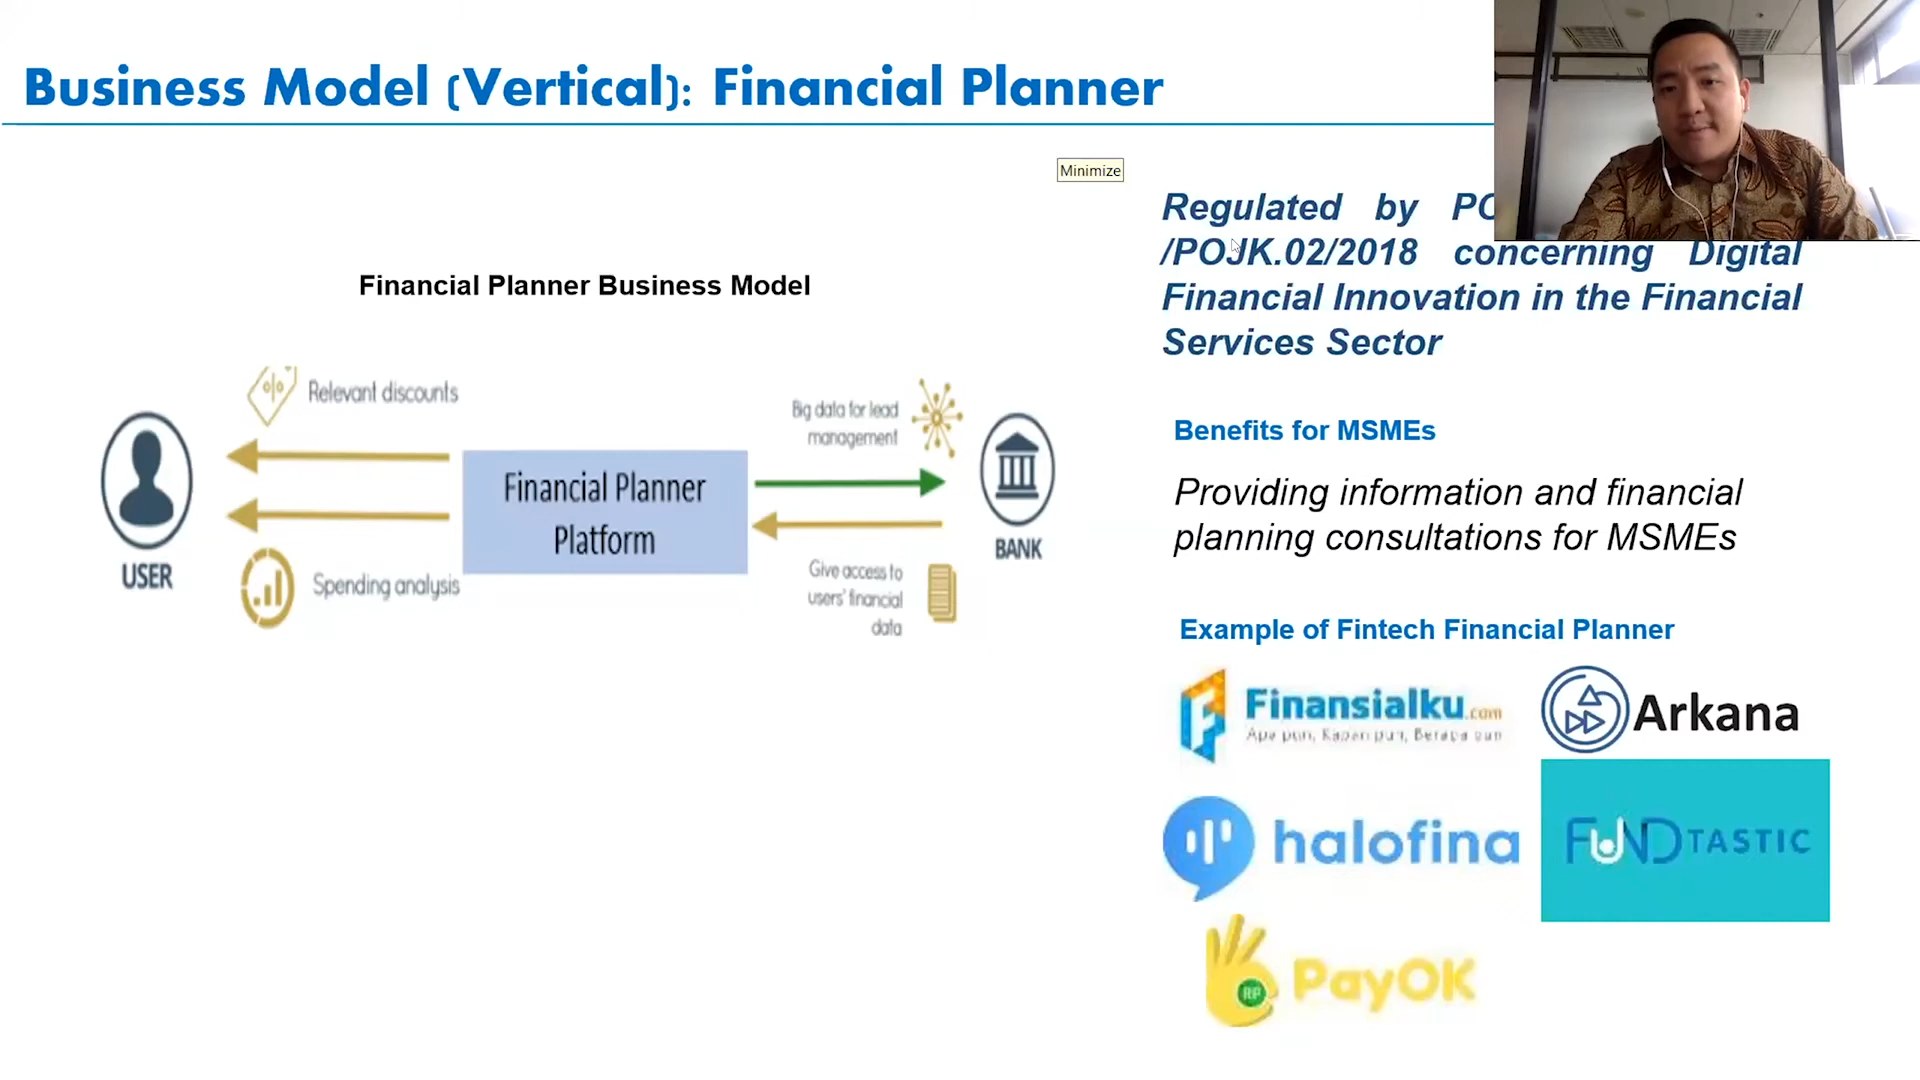 Business Model (Vertical): Financial Planner
Minimize
Regulated by
/POJK.02/2018 concerning Digital
Financial Innovation in the Financial
Services Sector
Financial Planner Business Model
Relevant discounts
Big data for lead
management
Financial Planner
Platform
USER
BANK
Spending analysis
Give access to
users' financial
data
Benefits for MSMEs
Providing information and financial
planning consultations for MSMEs
Example of Fintech Financial Planner
Finansialku.com
Apa pun, Kapan pun, Berapa pun
Arkana
halofina
FUNDTASTIC
RP
PayOK